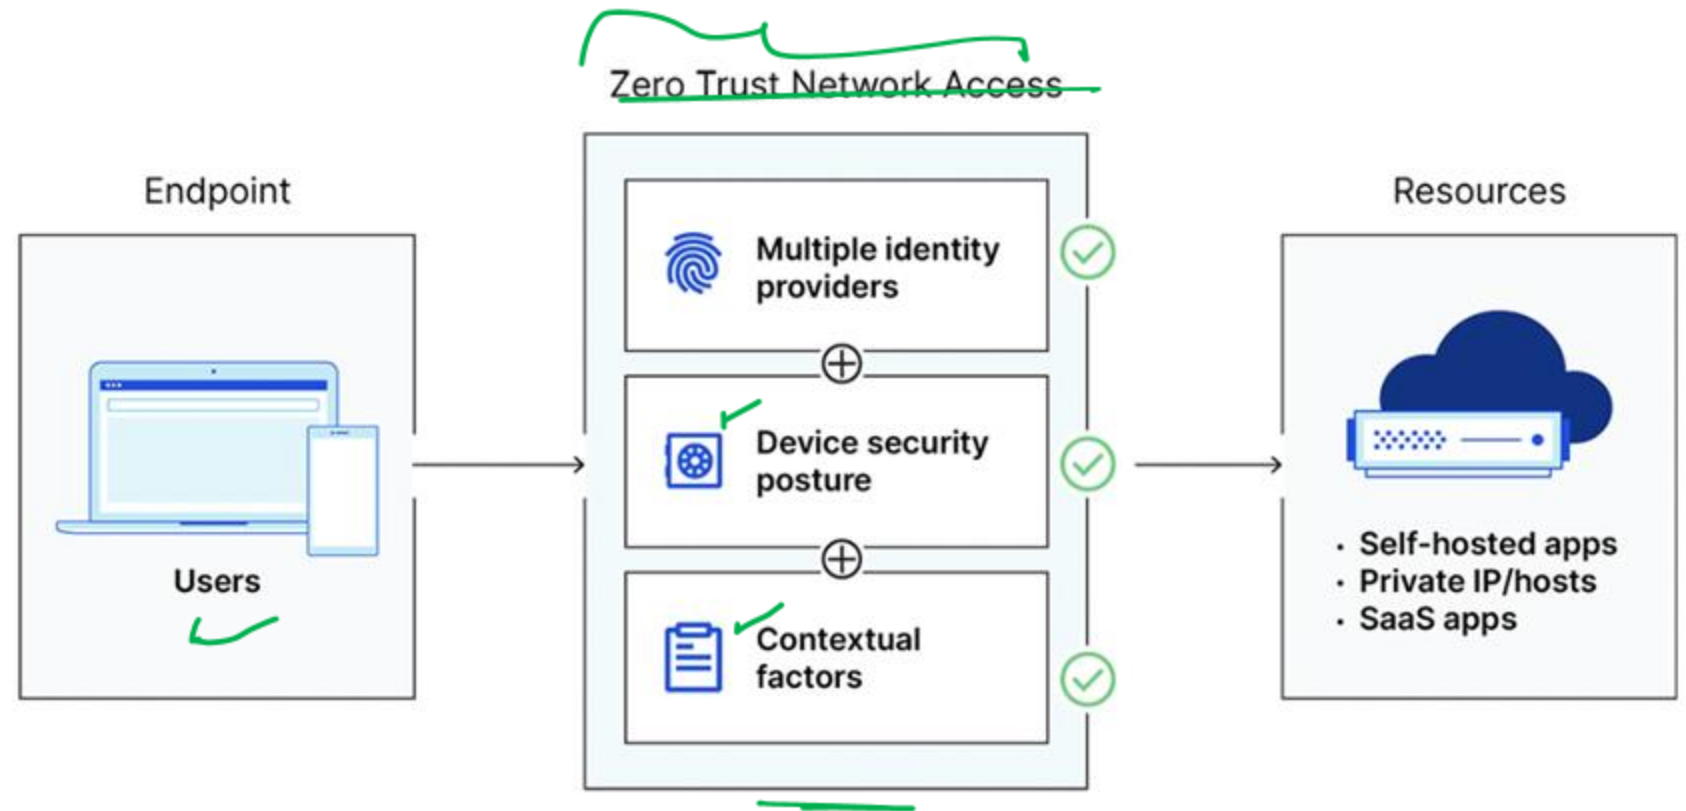 Zero Trust Network Access
Endpoint
Users
Multiple identity
providers
Device security
posture
Contextual
factors
Resources
· Self-hosted apps
· Private IP/hosts
· SaaS apps